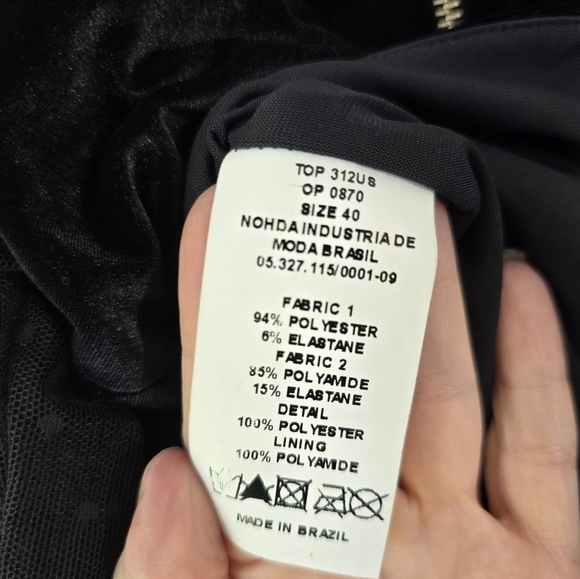 TOP 312US
OP 0870
SIZE 40
NOHDA INDUSTRIA DE
MODA BRASIL
05.327.115/0001-09
FABRIC 1
94% POLYESTER
6% ELASTANE
FABRIC 2
85% POLYAMIDE
15% ELASTANE
DETAIL
100% POLYESTER
LINING
100% POLYAMIDE
MADE IN BRAZIL